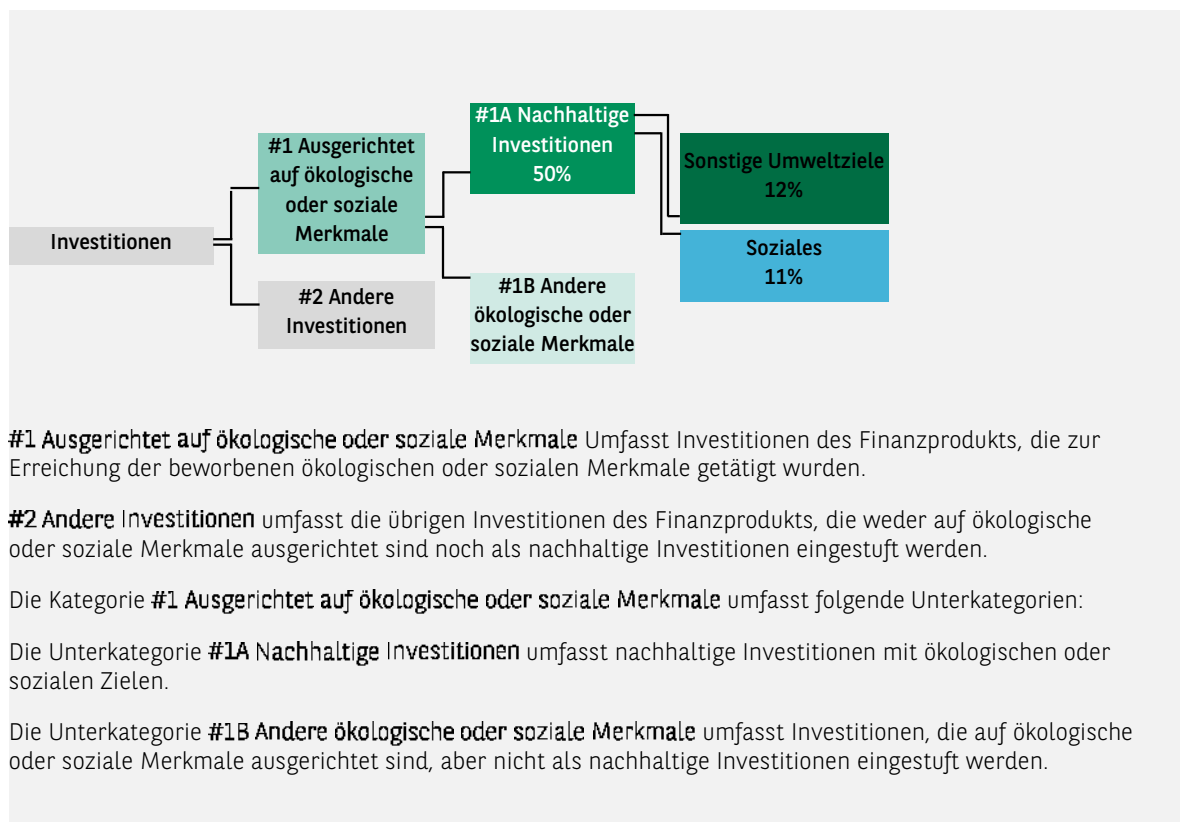 #1A Nachhaltige
Investitionen
50%
#1 Ausgerichtet
auf ökologische
oder soziale
Merkmale
Sonstige Umweltziele
12%
Investitionen
Soziales
11%
#2 Andere
Investitionen
#1B Andere
ökologische oder
soziale Merkmale
#1 Ausgerichtet auf ökologische oder soziale Merkmale Umfasst Investitionen des Finanzprodukts, die zur
Erreichung der beworbenen ökologischen oder sozialen Merkmale getätigt wurden.
#2 Andere Investitionen umfasst die übrigen Investitionen des Finanzprodukts, die weder auf ökologische
oder soziale Merkmale ausgerichtet sind noch als nachhaltige Investitionen eingestuft werden.
Die Kategorie #1 Ausgerichtet auf ökologische oder soziale Merkmale umfasst folgende Unterkategorien:
Die Unterkategorie #1A Nachhaltige Investitionen umfasst nachhaltige Investitionen mit ökologischen oder
sozialen Zielen.
Die Unterkategorie #1B Andere ökologische oder soziale Merkmale umfasst Investitionen, die auf ökologische
oder soziale Merkmale ausgerichtet sind, aber nicht als nachhaltige Investitionen eingestuft werden.